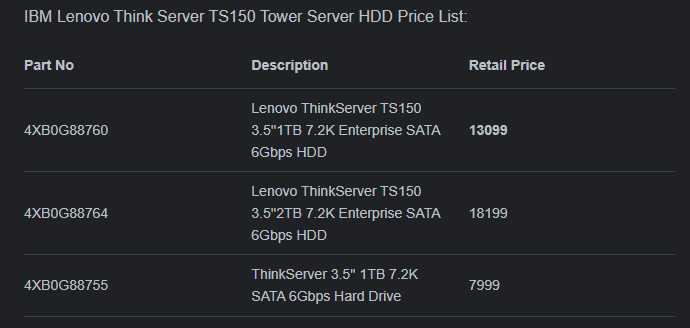 IBM Lenovo Think Server TS150 Tower Server HDD Price List:
Part No Description Retail Price
Lenovo ThinkServer TS150
4XB0G88760 3.5"1TB 7.2K Enterprise SATA 13099
6Gbps HDD
Lenovo ThinkServer TS150
4XB0G88764 3.5"2TB 7.2K Enterprise SATA 18199
6Gbps HDD
ThinkServer 3.5" 1TB 7.2K
4XB0G88755 7999
SATA 6Gbps Hard Drive